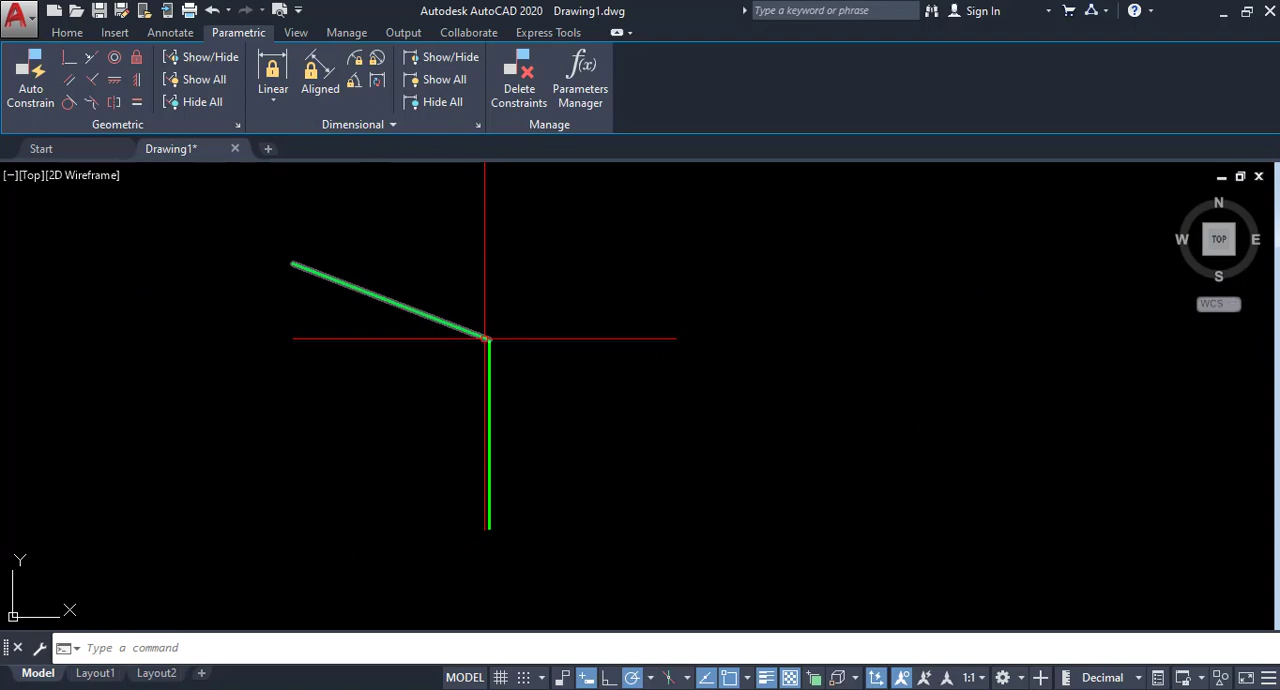 A Autodesk AutoCAD 2020 Drawing1.dwg Type a keyword or phrase Sign In
Home Insert Annotate Parametric View Manage Output Collaborate Express Tools
Auto Constrain
Show/Hide
Show All
Hide All
Geometric
Linear
Aligned
Show/Hide
Show All
Hide All
Dimensional
Delete Constraints
f(x)
Parameters Manager
Manage
Start Drawing1*
[−][Top][2D Wireframe]
N
W TOP E
S
WCS
Y
X
Type a command
Model Layout1 Layout2 MODEL 1:1 Decimal